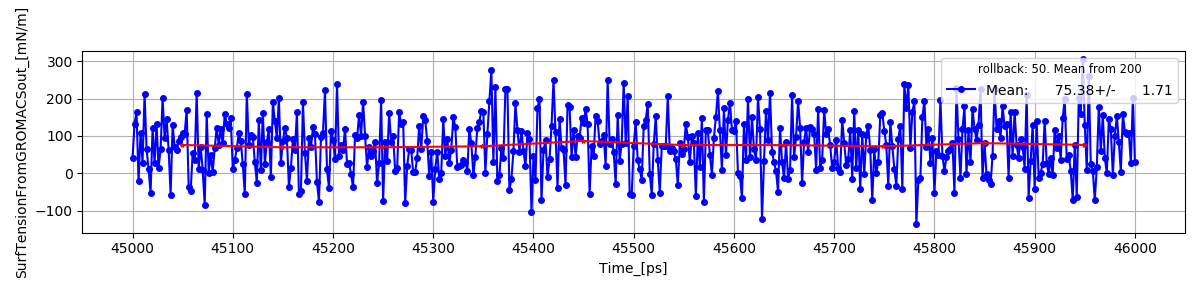 SurfTensionFromGROMACSout_[mN/m]
300
200
100
0
−100
rollback: 50. Mean from 200
Mean: 75.38+/- 1.71
45000 45100 45200 45300 45400 45500 45600 45700 45800 45900 46000
Time_[ps]